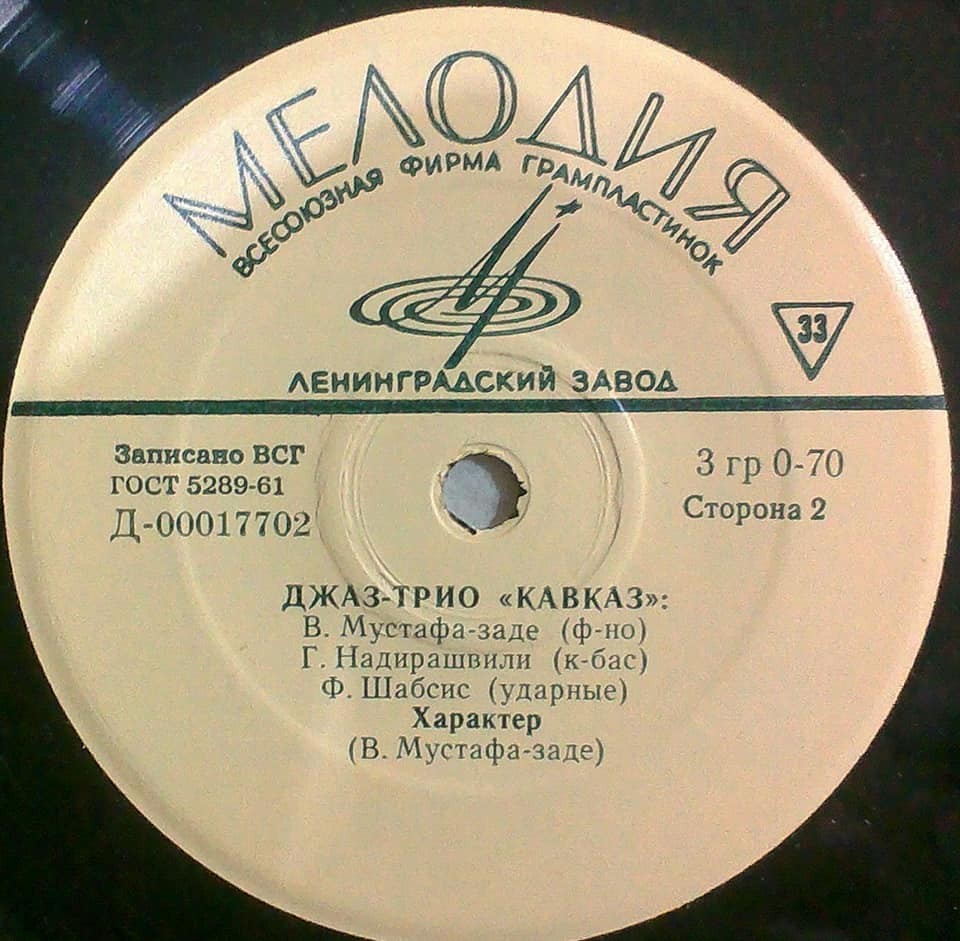 МЕЛОДИЯ
ВСЕСОЮЗНАЯ ФИРМА ГРАМПЛАСТИНОК
33
ЛЕНИНГРАДСКИЙ ЗАВОД
Записано ВСГ
ГОСТ 5289-61
Д-00017702
3 гр 0-70
Сторона 2
ДЖАЗ-ТРИО «КАВКАЗ»:
В. Мустафа-заде (ф-но)
Г. Надирашвили (к-бас)
Ф. Шабсис (ударные)
Характер
(В. Мустафа-заде)